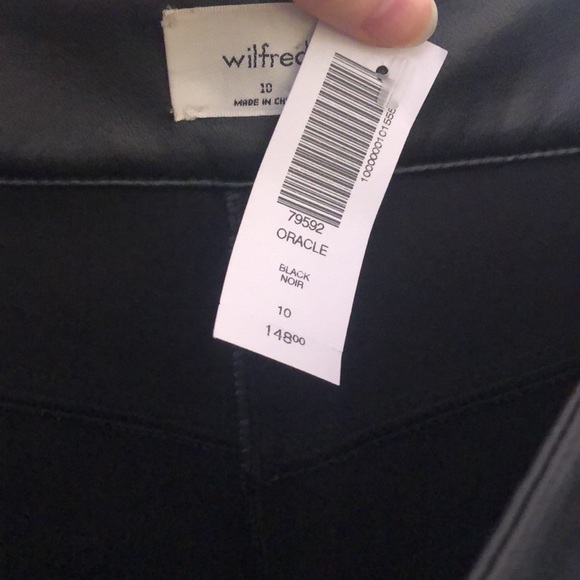 wilfred
10
MADE IN
79592
ORACLE
BLACK
NOIR
10
148⁰⁰